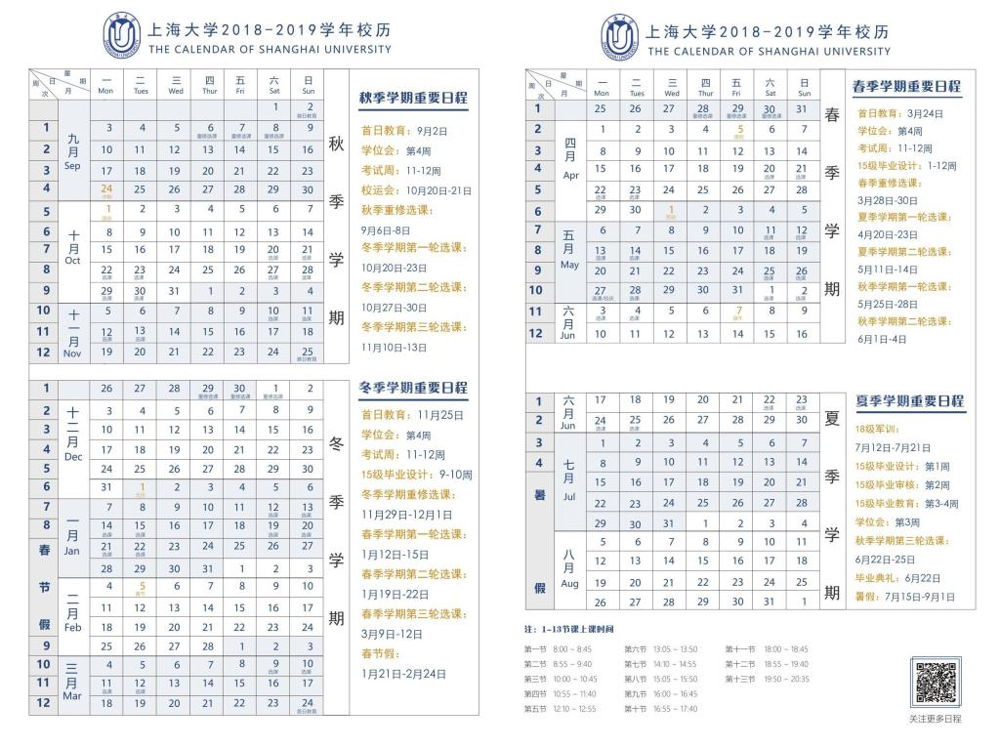 上海大学2018-2019学年校历
THE CALENDAR OF SHANGHAI UNIVERSITY
周次 日 月 星期 一 Mon 二 Tues 三 Wed 四 Thur 五 Fri 六 Sat 日 Sun
1 2
首日教育
1 3 4 5 6 7 8 9
重修选课 重修选课 重修选课
2 10 11 12 13 14 15 16
3 17 18 19 20 21 22 23
4 24 25 26 27 28 29 30
中秋
九月 Sep
5 1 2 3 4 5 6 7
国庆
6 8 9 10 11 12 13 14
7 15 16 17 18 19 20 21
选课 选课
8 22 23 24 25 26 27 28
选课 选课 选课 选课
9 29 30 31 1 2 3 4
选课 选课
十月 Oct
10 5 6 7 8 9 10 11
选课 选课
11 12 13 14 15 16 17 18
选课 选课
12 19 20 21 22 23 24 25
首日教育
十一月 Nov
秋季学期
秋季学期重要日程
首日教育：9月2日
学位会：第4周
考试周：11-12周
校运会：10月20日-21日
秋季重修选课：
9月6日-8日
冬季学期第一轮选课：
10月20日-23日
冬季学期第二轮选课：
10月27日-30日
冬季学期第三轮选课：
11月10日-13日
1 26 27 28 29 30 1 2
重修选课 重修选课 重修选课
2 3 4 5 6 7 8 9
3 10 11 12 13 14 15 16
4 17 18 19 20 21 22 23
5 24 25 26 27 28 29 30
6 31 1 2 3 4 5 6
元旦
十二月 Dec
7 7 8 9 10 11 12 13
选课 选课
8 14 15 16 17 18 19 20
选课 选课 选课 选课
21 22 23 24 25 26 27
选课 选课
28 29 30 31 1 2 3
一月 Jan
4 5 6 7 8 9 10
春节
11 12 13 14 15 16 17
18 19 20 21 22 23 24
春节假
9 25 26 27 28 1 2 3
二月 Feb
10 4 5 6 7 8 9 10
选课 选课
11 11 12 13 14 15 16 17
选课 选课
12 18 19 20 21 22 23 24
首日教育
三月 Mar
冬季学期
冬季学期重要日程
首日教育：11月25日
学位会：第4周
考试周：11-12周
15级毕业设计：9-10周
冬季学期重修选课：
11月29日-12月1日
春季学期第一轮选课：
1月12日-15日
春季学期第二轮选课：
1月19日-22日
春季学期第三轮选课：
3月9日-12日
春节假：
1月21日-2月24日
上海大学2018-2019学年校历
THE CALENDAR OF SHANGHAI UNIVERSITY
周次 日 月 星期 一 Mon 二 Tues 三 Wed 四 Thur 五 Fri 六 Sat 日 Sun
1 25 26 27 28 29 30 31
重修选课 重修选课 重修选课
2 1 2 3 4 5 6 7
清明
3 8 9 10 11 12 13 14
4 15 16 17 18 19 20 21
选课 选课
5 22 23 24 25 26 27 28
选课 选课
6 29 30 1 2 3 4 5
劳动
四月 Apr
7 6 7 8 9 10 11 12
选课 选课
8 13 14 15 16 17 18 19
选课 选课
9 20 21 22 23 24 25 26
选课 选课
10 27 28 29 30 31 1 2
选课/校庆 选课 选课 选课
五月 May
11 3 4 5 6 7 8 9
选课 选课 端午
12 10 11 12 13 14 15 16
六月 Jun
春季学期
春季学期重要日程
首日教育：3月24日
学位会：第4周
考试周：11-12周
15级毕业设计：1-12周
春季重修选课：
3月28日-30日
夏季学期第一轮选课：
4月20日-23日
夏季学期第二轮选课：
5月11日-14日
秋季学期第一轮选课：
5月25日-28日
秋季学期第二轮选课：
6月1日-4日
1 17 18 19 20 21 22 23
选课 选课
2 24 25 26 27 28 29 30
选课 选课
六月 Jun
3 1 2 3 4 5 6 7
4 8 9 10 11 12 13 14
15 16 17 18 19 20 21
22 23 24 25 26 27 28
29 30 31 1 2 3 4
七月 Jul
5 6 7 8 9 10 11
12 13 14 15 16 17 18
19 20 21 22 23 24 25
26 27 28 29 30 31 1
八月 Aug
暑假
夏季学期
夏季学期重要日程
18级军训：
7月12日-7月21日
15级毕业设计：第1周
15级毕业审核：第2周
15级毕业教育：第3-4周
学位会：第3周
秋季学期第三轮选课：
6月22日-25日
毕业典礼：6月22日
暑假：7月15日-9月1日
注：1-13节课上课时间
第一节 8:00 ~ 8:45 第六节 13:05 ~ 13:50 第十一节 18:00 ~ 18:45
第二节 8:55 ~ 9:40 第七节 14:10 ~ 14:55 第十二节 18:55 ~ 19:40
第三节 10:00 ~ 10:45 第八节 15:05 ~ 15:50 第十三节 19:50 ~ 20:35
第四节 10:55 ~ 11:40 第九节 16:00 ~ 16:45
第五节 12:10 ~ 12:55 第十节 16:55 ~ 17:40
关注更多日程